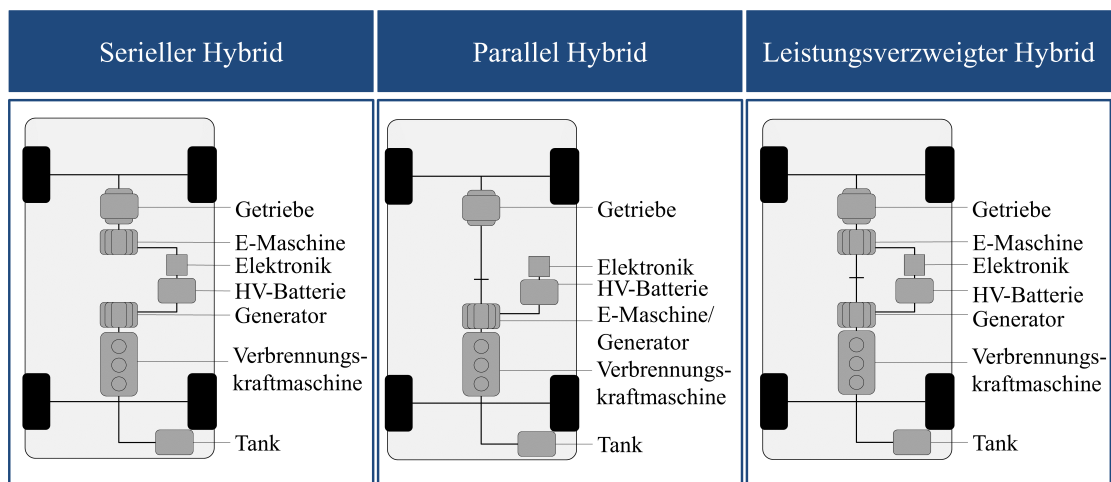 Serieller Hybrid
Getriebe
E-Maschine
Elektronik
HV-Batterie
Generator
Verbrennungs-
kraftmaschine
Tank
Parallel Hybrid
Getriebe
Elektronik
HV-Batterie
E-Maschine/
Generator
Verbrennungs-
kraftmaschine
Tank
Leistungsverzweigter Hybrid
Getriebe
E-Maschine
Elektronik
HV-Batterie
Generator
Verbrennungs-
kraftmaschine
Tank